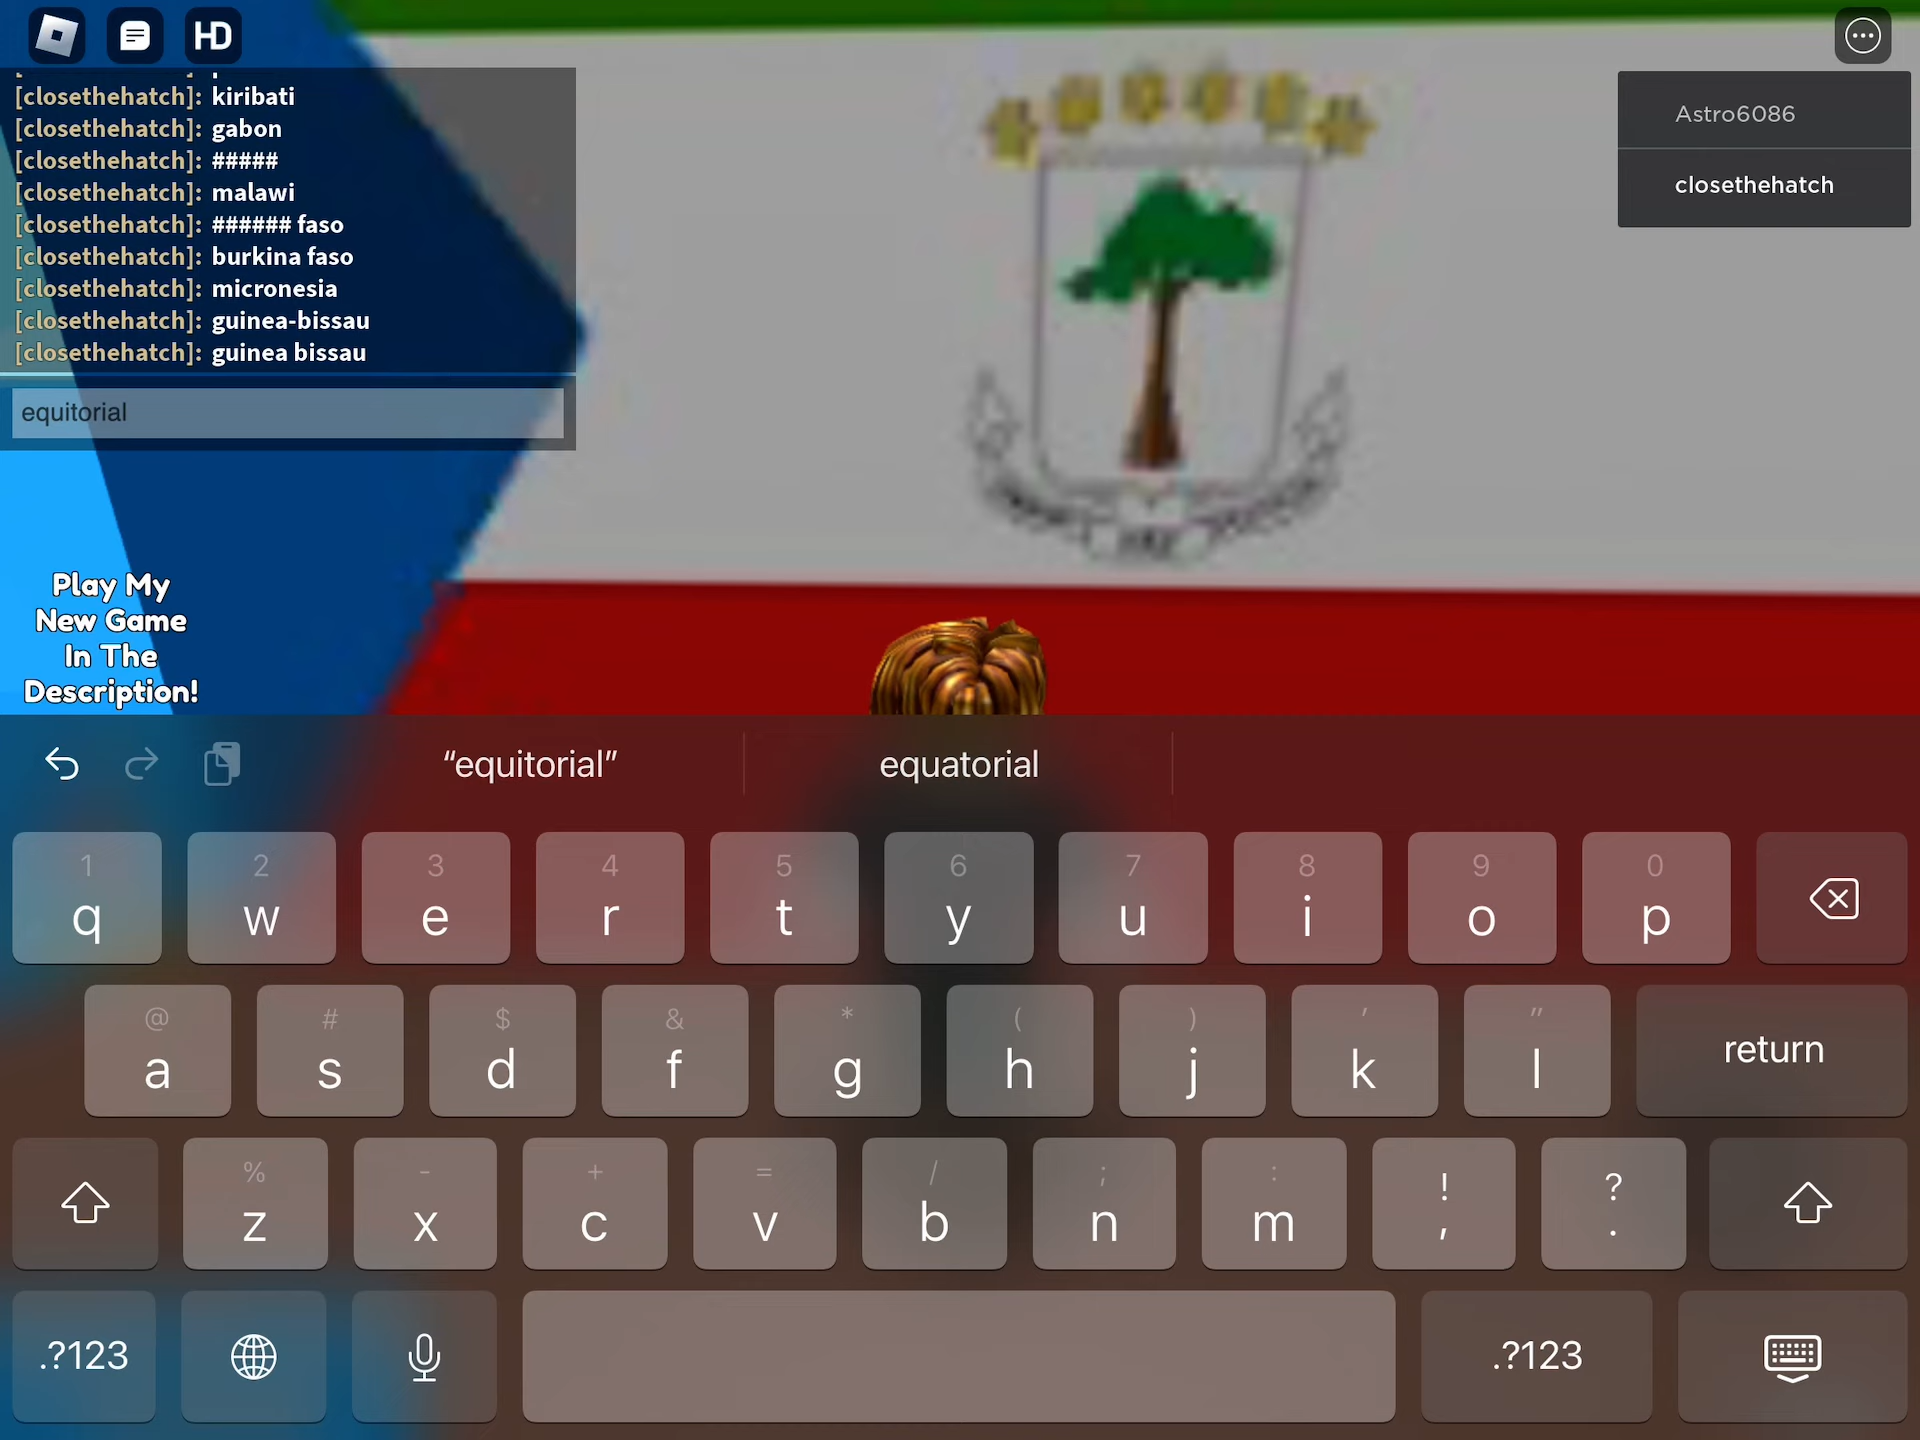 HD
[closethehatch]: kiribati
[closethehatch]: gabon
[closethehatch]: #####
[closethehatch]: malawi
[closethehatch]: ###### faso
[closethehatch]: burkina faso
[closethehatch]: micronesia
[closethehatch]: guinea-bissau
[closethehatch]: guinea bissau
equitorial
Astro6086
closethehatch
Play My
New Game
In The
Description!
“equitorial” equatorial
1 2 3 4 5 6 7 8 9 0
q w e r t y u i o p
@ # $ & * ( ) ' "
a s d f g h j k l return
% - + = / ; : ! ?
z x c v b n m , .
.?123 .?123